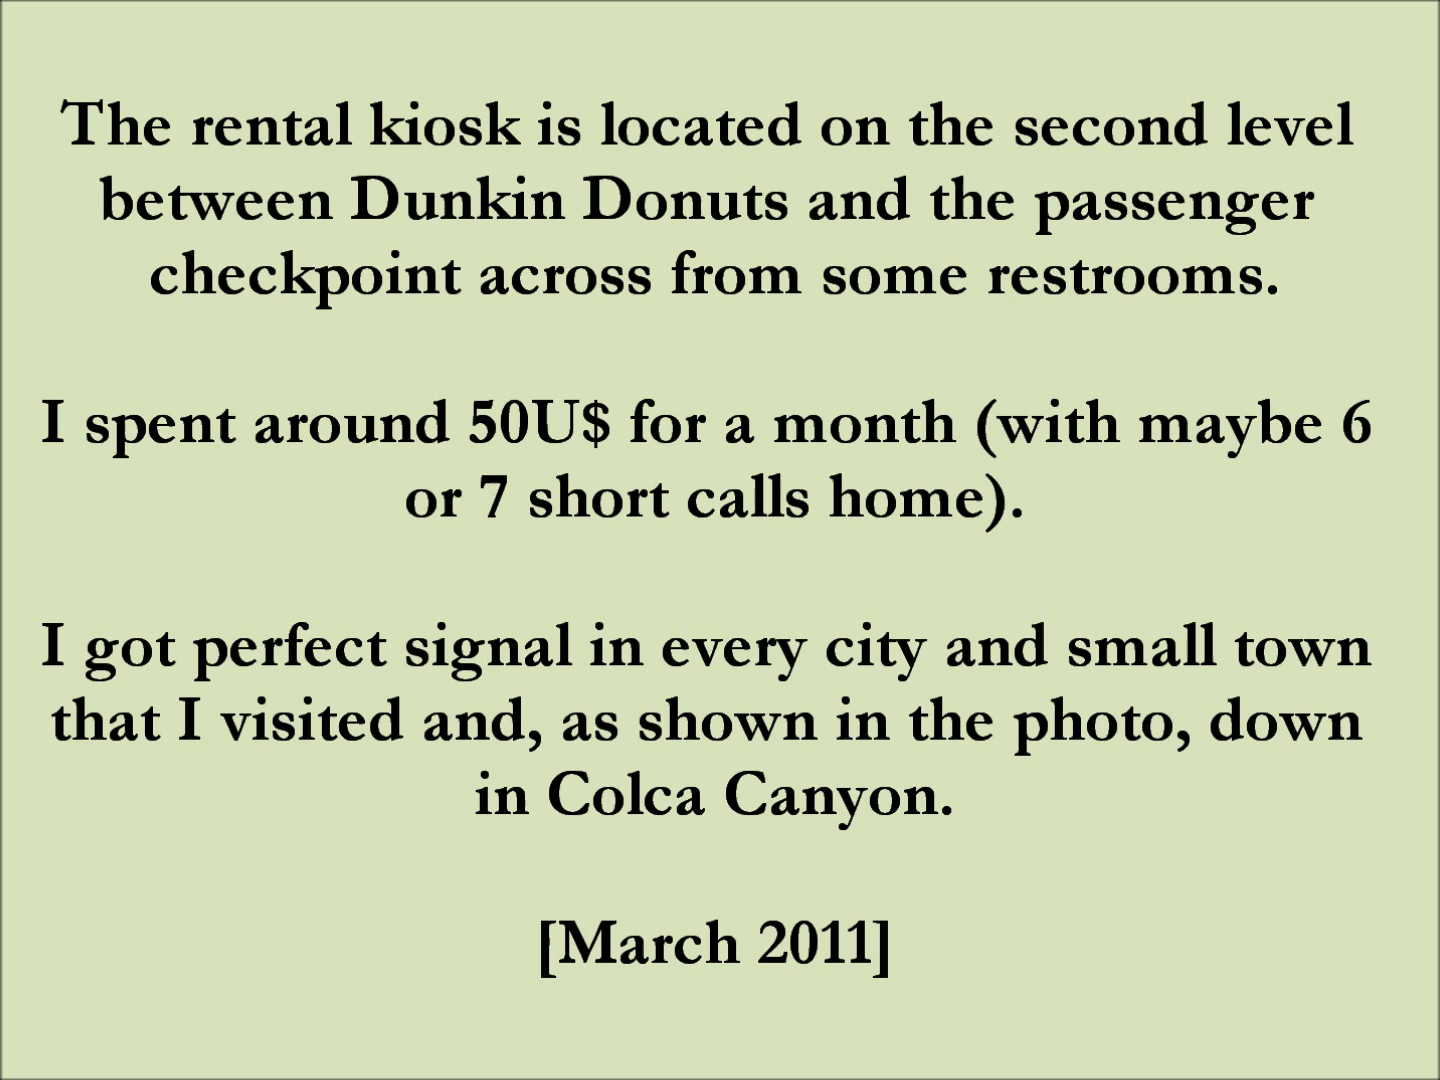 The rental kiosk is located on the second level
between Dunkin Donuts and the passenger
checkpoint across from some restrooms.
I spent around 50U$ for a month (with maybe 6
or 7 short calls home).
I got perfect signal in every city and small town
that I visited and, as shown in the photo, down
in Colca Canyon.
[March 2011]